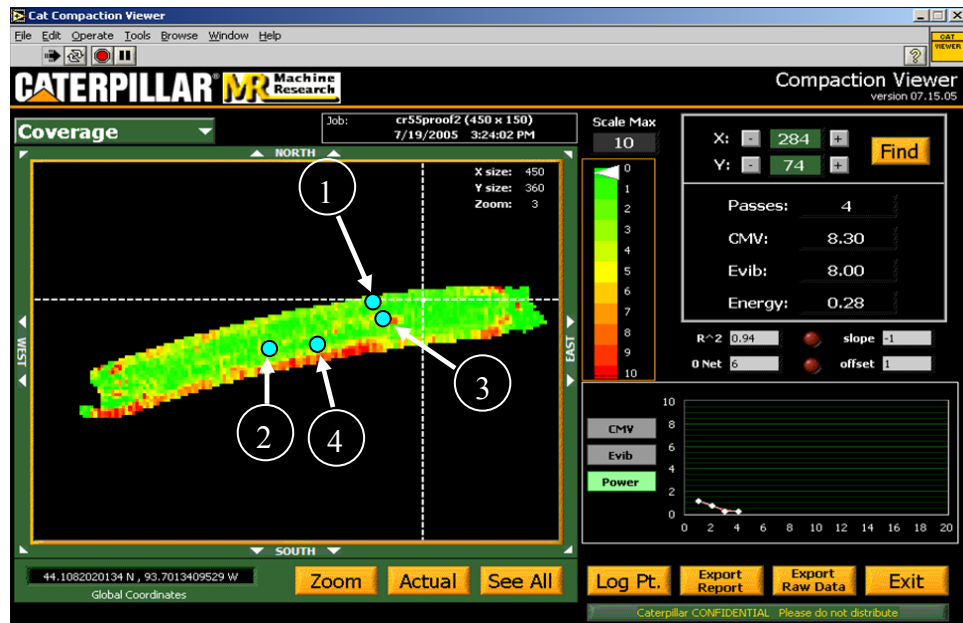 Cat Compaction Viewer
File Edit Operate Tools Browse Window Help
CAT
VIEWER
CATERPILLAR® MR Machine Research
Compaction Viewer
version 07.15.05
Coverage
Job: cr55proof2 (450 x 150)
7/19/2005 3:24:02 PM
NORTH
X size: 450
Y size: 360
Zoom: 3
WEST
EAST
SOUTH
1
2
4
3
44.1082020134 N , 93.7013409529 W
Global Coordinates
Zoom Actual See All
Scale Max
10
0
1
2
3
4
5
6
7
8
9
10
X: - 284 +
Y: - 74 +
Find
Passes: 4
CMV: 8.30
Evib: 8.00
Energy: 0.28
R^2 0.94 slope -1
0 Net 6 offset 1
CMV
Evib
Power
10
8
6
4
2
0
0 2 4 6 8 10 12 14 16 18 20
Log Pt. Export Report Export Raw Data Exit
Caterpillar CONFIDENTIAL Please do not distribute